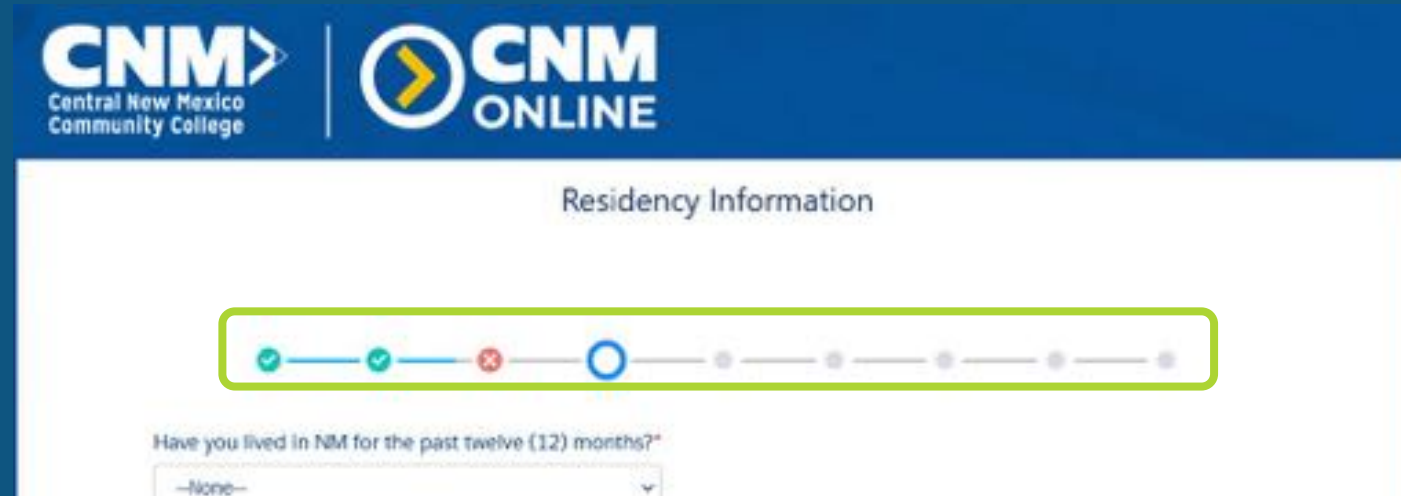 CNM
Central New Mexico
Community College
CNM
ONLINE
Residency Information
Have you lived in NM for the past twelve (12) months?*
--None--